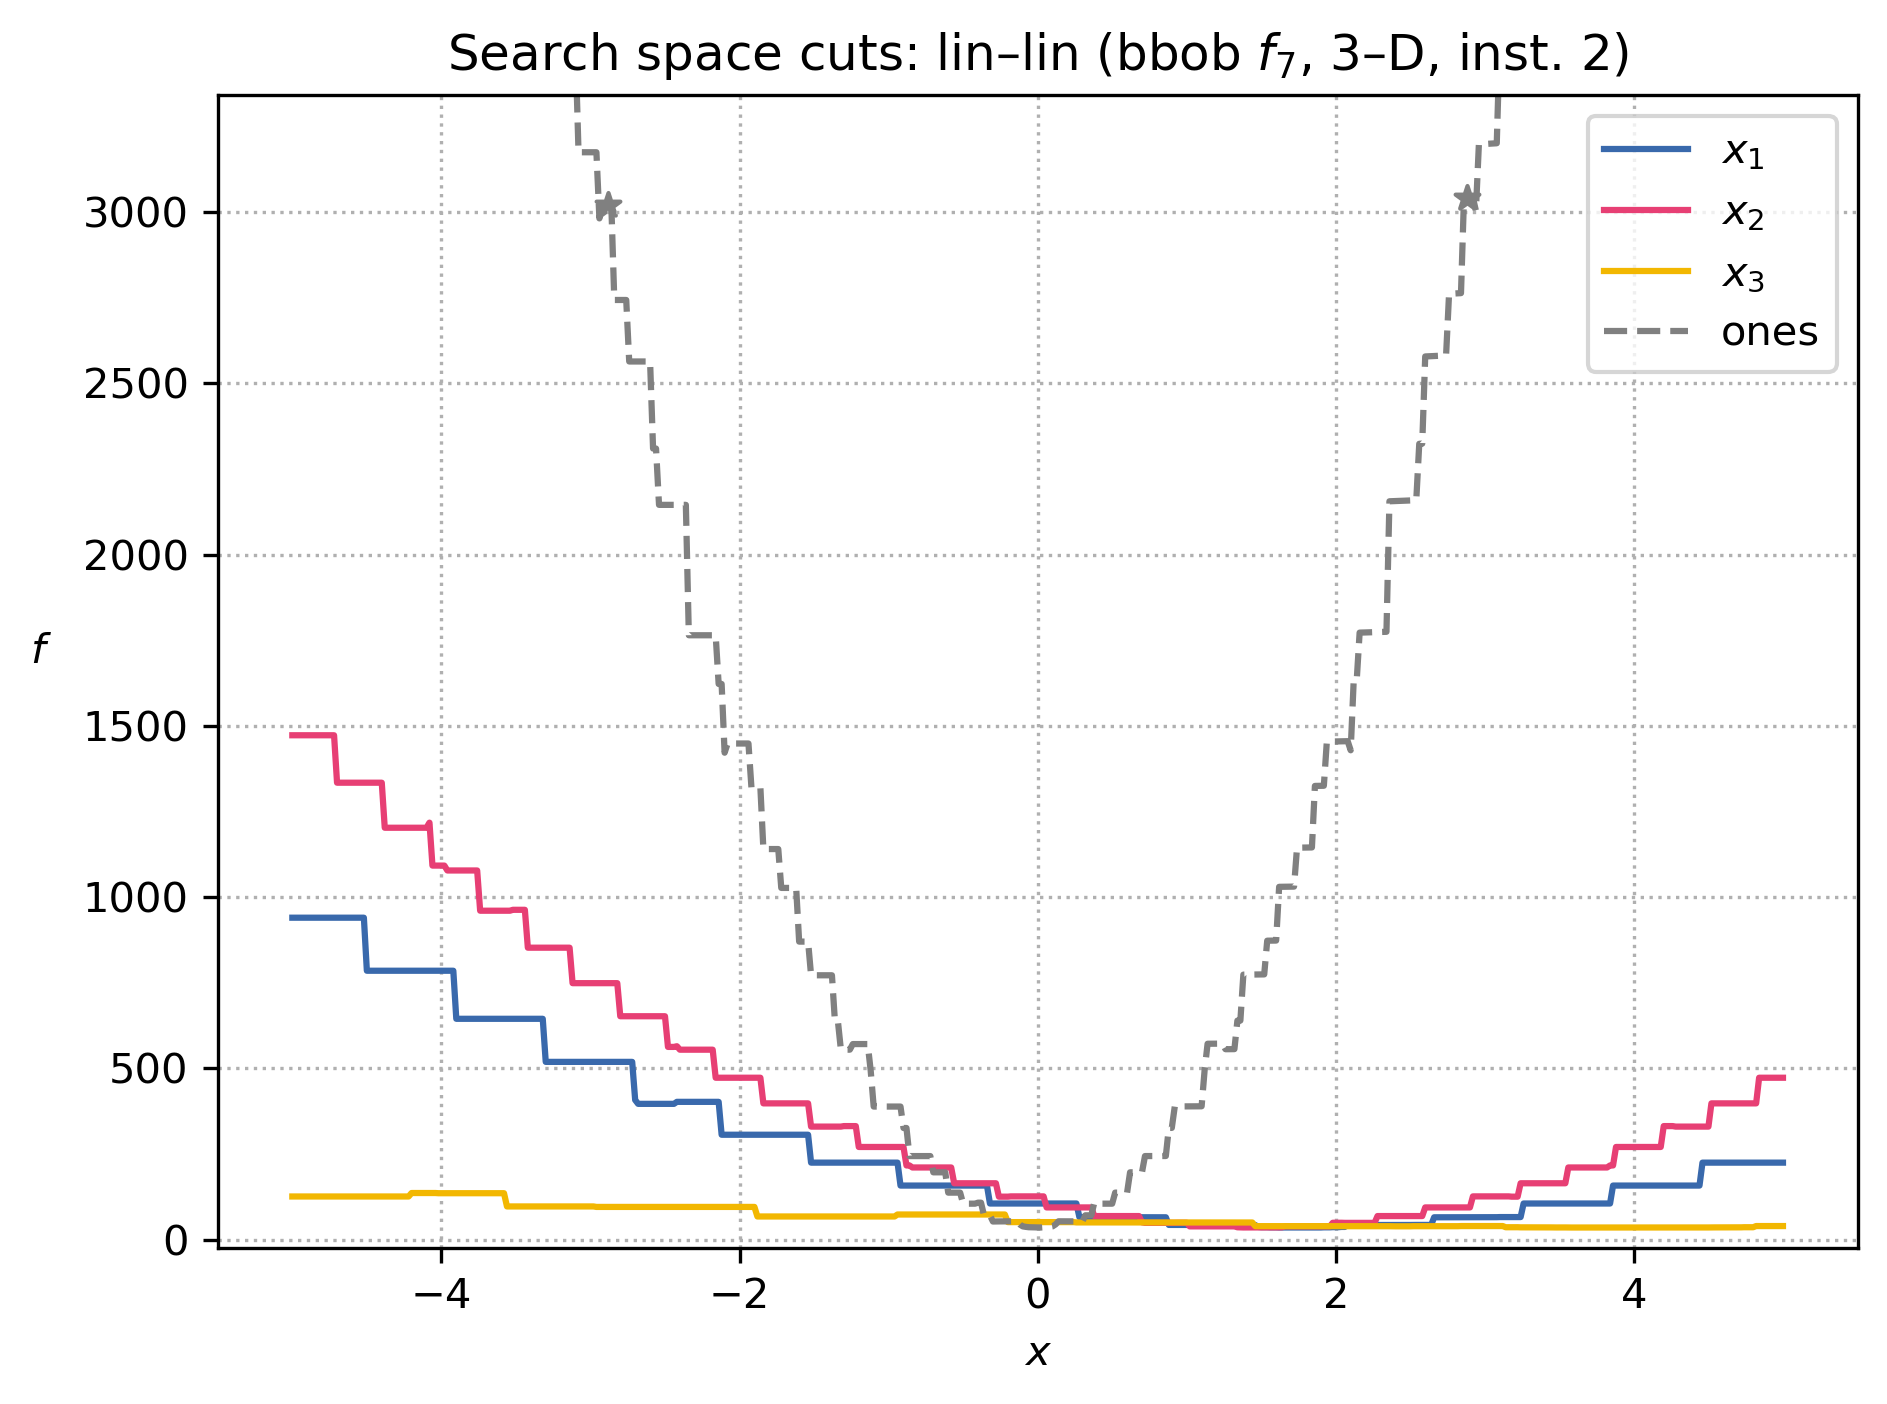 Search space cuts: lin–lin (bbob f₇, 3–D, inst. 2)
x₁
x₂
x₃
ones
3000
2500
2000
1500
1000
500
0
f
−4
−2
0
2
4
x